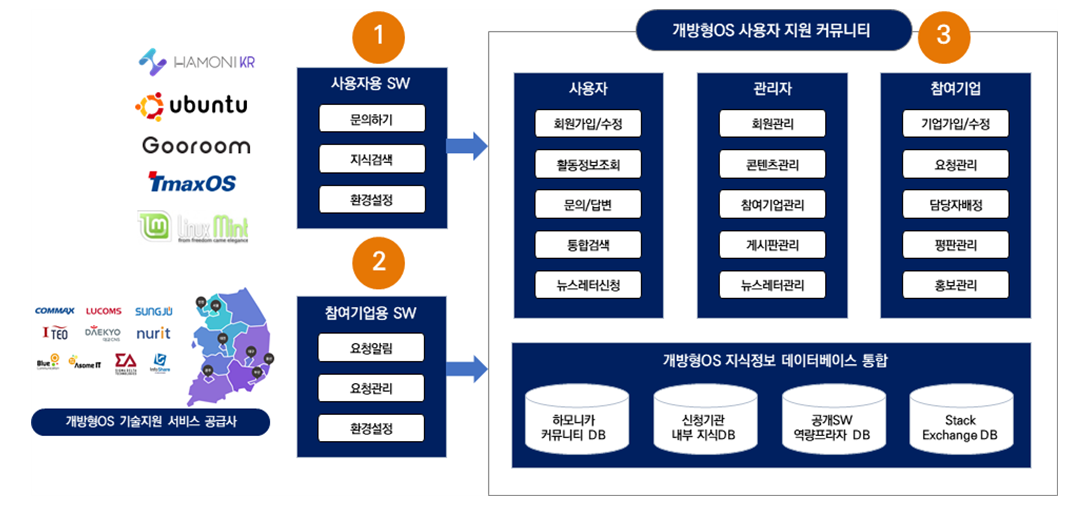 HAMONIKR
ubuntu
Gooroom
TmaxOS
Linux Mint
from freedom came elegance
1
사용자용 SW
문의하기
지식검색
환경설정
COMMAX
LUCOMS
SUNGJU
ITEO
DAEKYO
nurit
Blue
Asome IT
InfoShare
개방형OS 기술지원 서비스 공급사
2
참여기업용 SW
요청알림
요청관리
환경설정
개방형OS 사용자 지원 커뮤니티
3
사용자
회원가입/수정
활동정보조회
문의/답변
통합검색
뉴스레터신청
관리자
회원관리
콘텐츠관리
참여기업관리
게시판관리
뉴스레터관리
참여기업
기업가입/수정
요청관리
담당자배정
평판관리
홍보관리
개방형OS 지식정보 데이터베이스 통합
하모니카
커뮤니티 DB
신청기관
내부 지식DB
공개SW
역량프라자 DB
Stack
Exchange DB